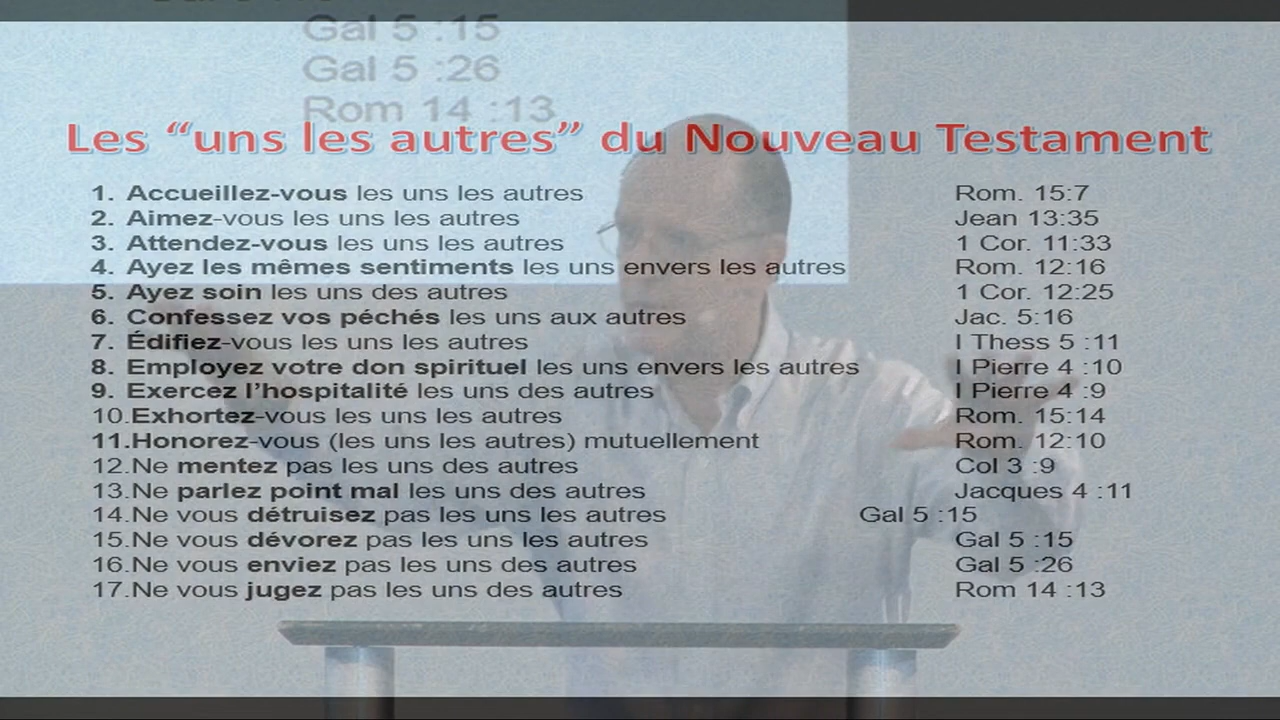 Gal 5 :15
Gal 5 :26
Rom 14 :13
Les “uns les autres” du Nouveau Testament
1. Accueillez-vous les uns les autres Rom. 15:7
2. Aimez-vous les uns les autres Jean 13:35
3. Attendez-vous les uns les autres 1 Cor. 11:33
4. Ayez les mêmes sentiments les uns envers les autres Rom. 12:16
5. Ayez soin les uns des autres 1 Cor. 12:25
6. Confessez vos péchés les uns aux autres Jac. 5:16
7. Édifiez-vous les uns les autres I Thess 5 :11
8. Employez votre don spirituel les uns envers les autres I Pierre 4 :10
9. Exercez l’hospitalité les uns des autres I Pierre 4 :9
10.Exhortez-vous les uns les autres Rom. 15:14
11.Honorez-vous (les uns les autres) mutuellement Rom. 12:10
12.Ne mentez pas les uns des autres Col 3 :9
13.Ne parlez point mal les uns des autres Jacques 4 :11
14.Ne vous détruisez pas les uns les autres Gal 5 :15
15.Ne vous dévorez pas les uns les autres Gal 5 :15
16.Ne vous enviez pas les uns des autres Gal 5 :26
17.Ne vous jugez pas les uns des autres Rom 14 :13